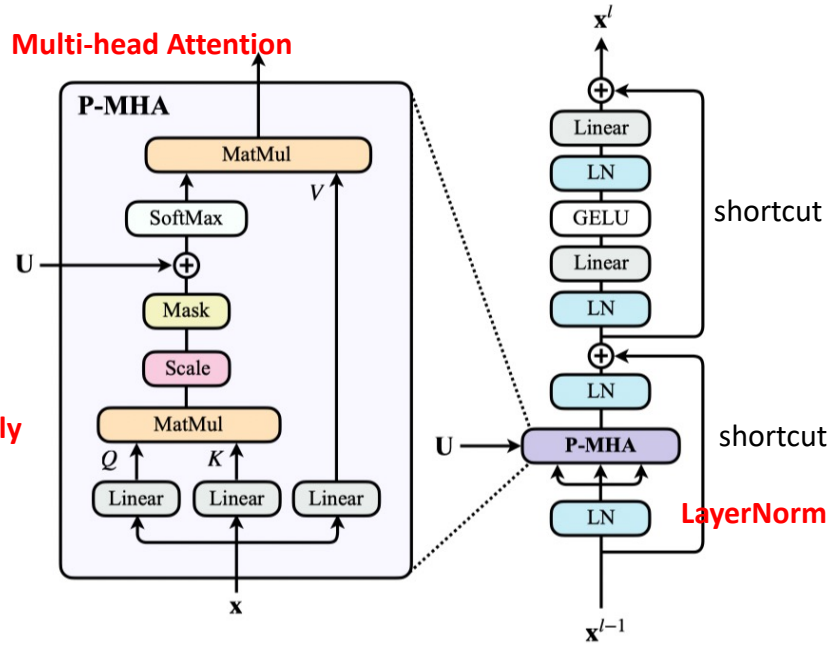 Multi-head Attention
P-MHA
MatMul
V
SoftMax
U
+
Mask
Scale
MatMul
ly
Q
K
Linear
Linear
Linear
x
x^l
+
Linear
LN
GELU
shortcut
Linear
LN
+
LN
U
P-MHA
shortcut
LN
LayerNorm
x^{l-1}